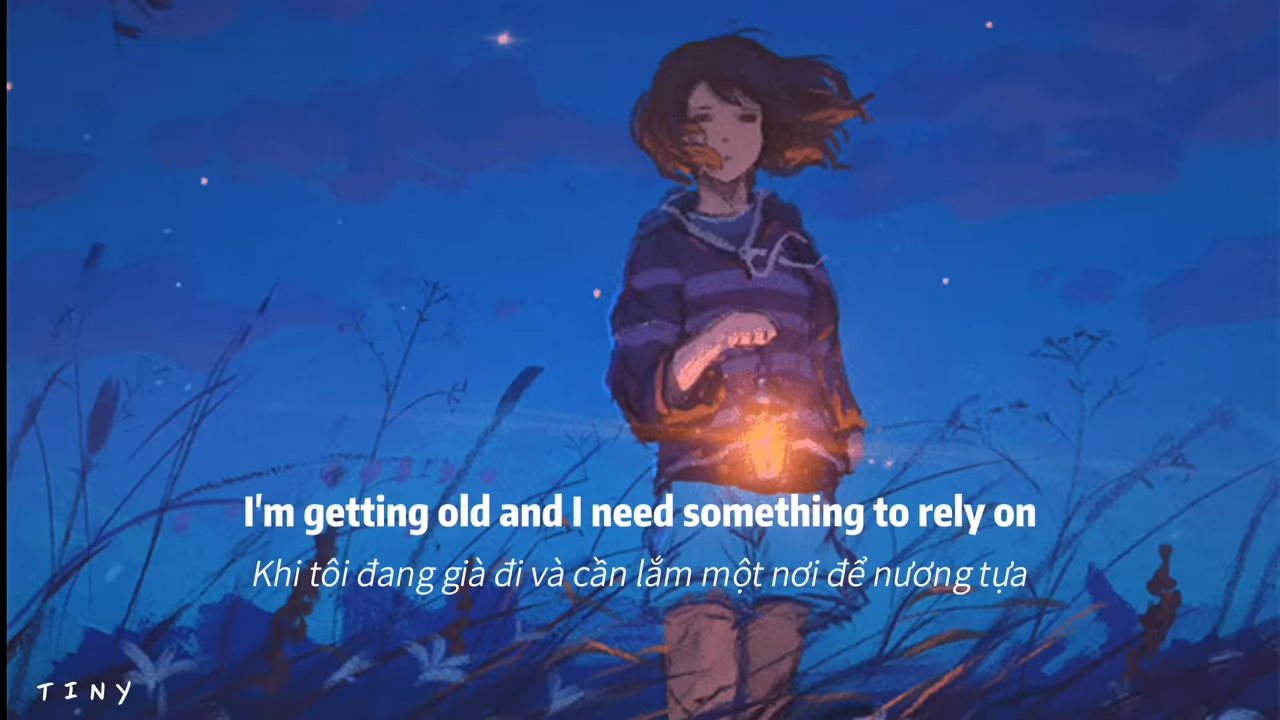 I'm getting old and I need something to rely on
Khi tôi đang già đi và cần lắm một nơi để nương tựa
TINY